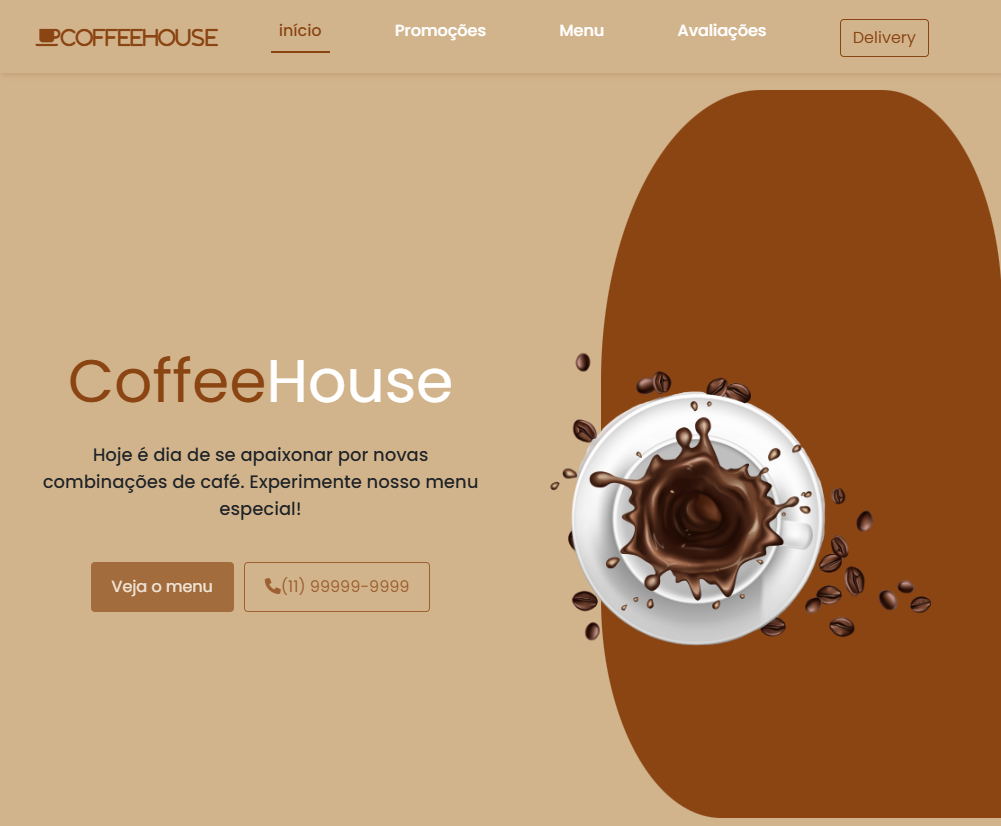 COFFEEHOUSE
início
Promoções
Menu
Avaliações
Delivery
CoffeeHouse
Hoje é dia de se apaixonar por novas
combinações de café. Experimente nosso menu
especial!
Veja o menu
(11) 99999-9999